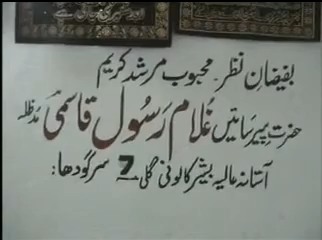 بفیضانِ نظر۔ محبوب مرشد کریم
حضرت پیر سائیں غلام رسول قاسمی مدظلہ
آستانہ عالیہ بشیر کالونی گلی 7 سرگودھا: